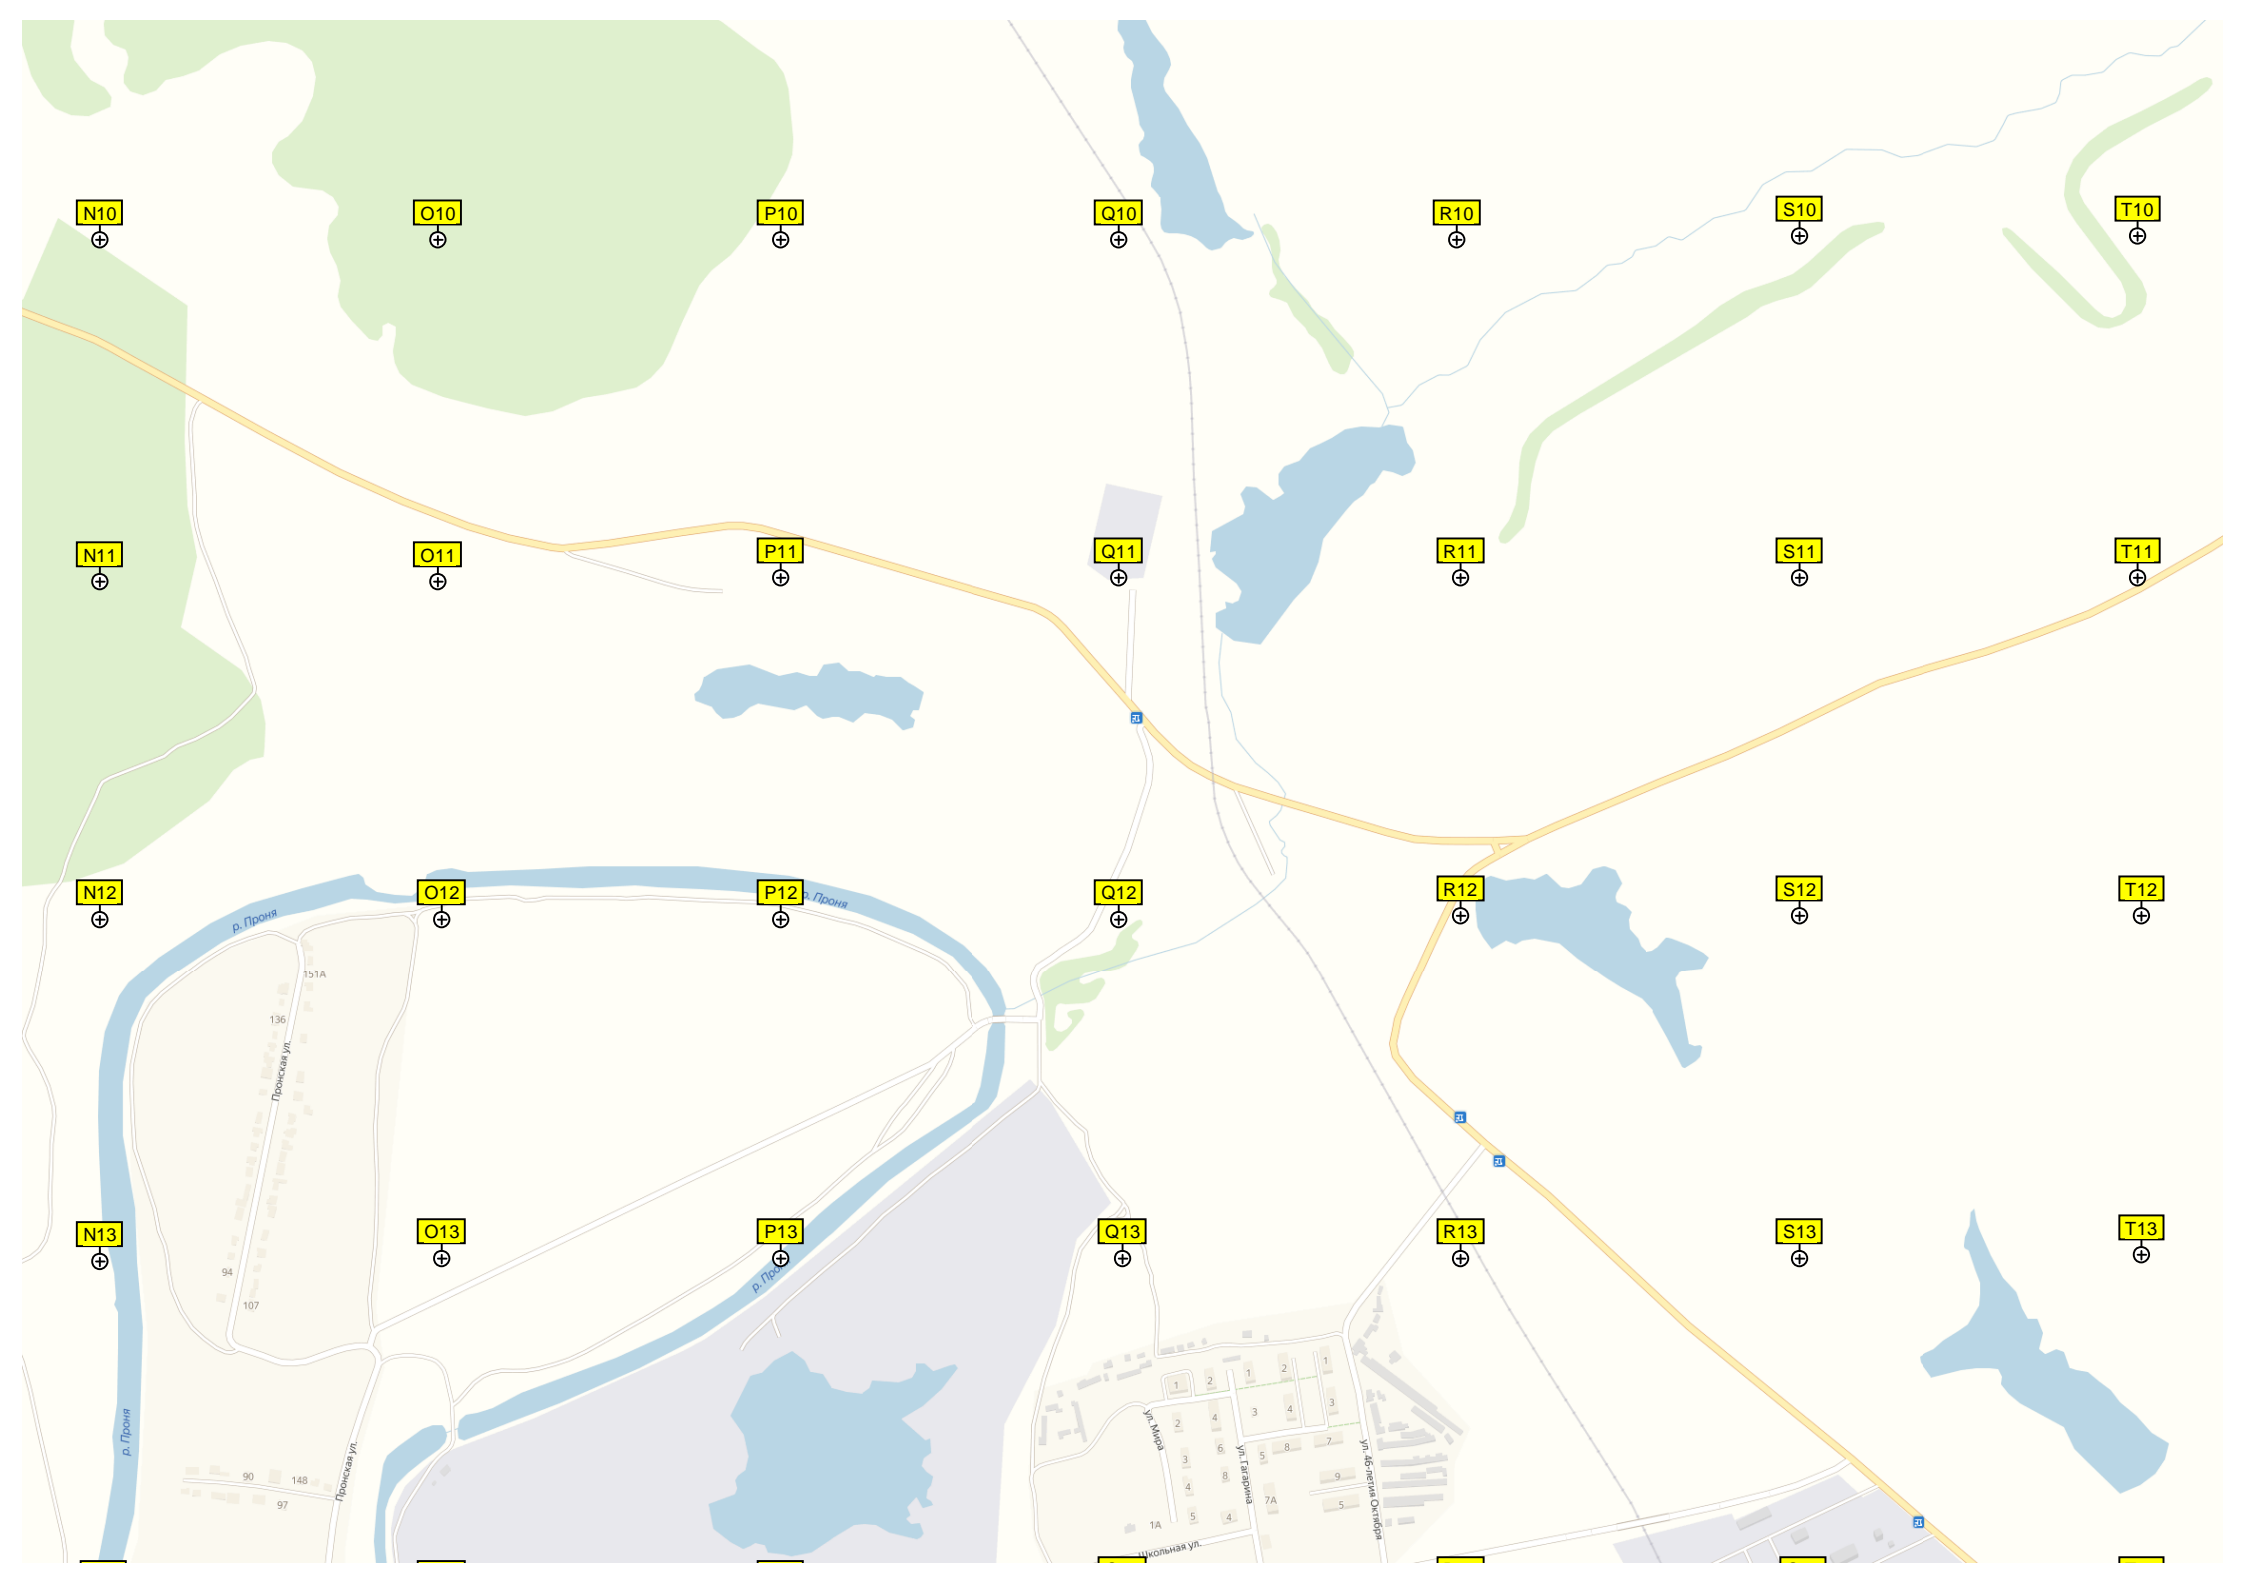 N10
O10
P10
Q10
R10
S10
T10
N11
O11
P11
Q11
R11
S11
T11
N12
O12
P12
Q12
R12
S12
T12
р. Проня
р. Проня
151А
136
Пронская ул.
N13
O13
P13
Q13
R13
S13
T13
94
107
р. Проня
Пронская ул.
90
148
97
1
2
1
2
1
2
4
3
4
3
ул. Мира
ул. Гагарина
ул. 46-летия Октября
6
5
8
7
3
8
9
4
7А
5
5
4
1А
Школьная ул.